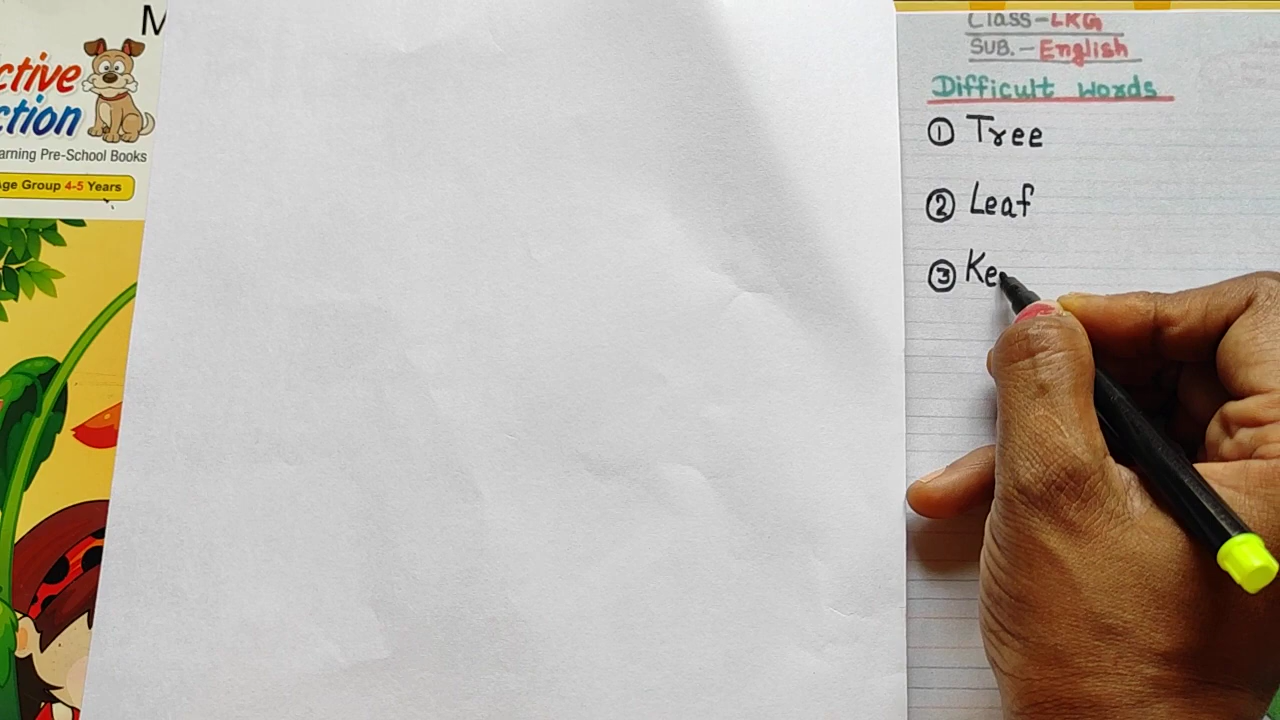 M
ctive
ction
arning Pre-School Books
Age Group 4-5 Years
Class-LKG
SUB.-English
Difficult words
① Tree
② Leaf
③ Ke